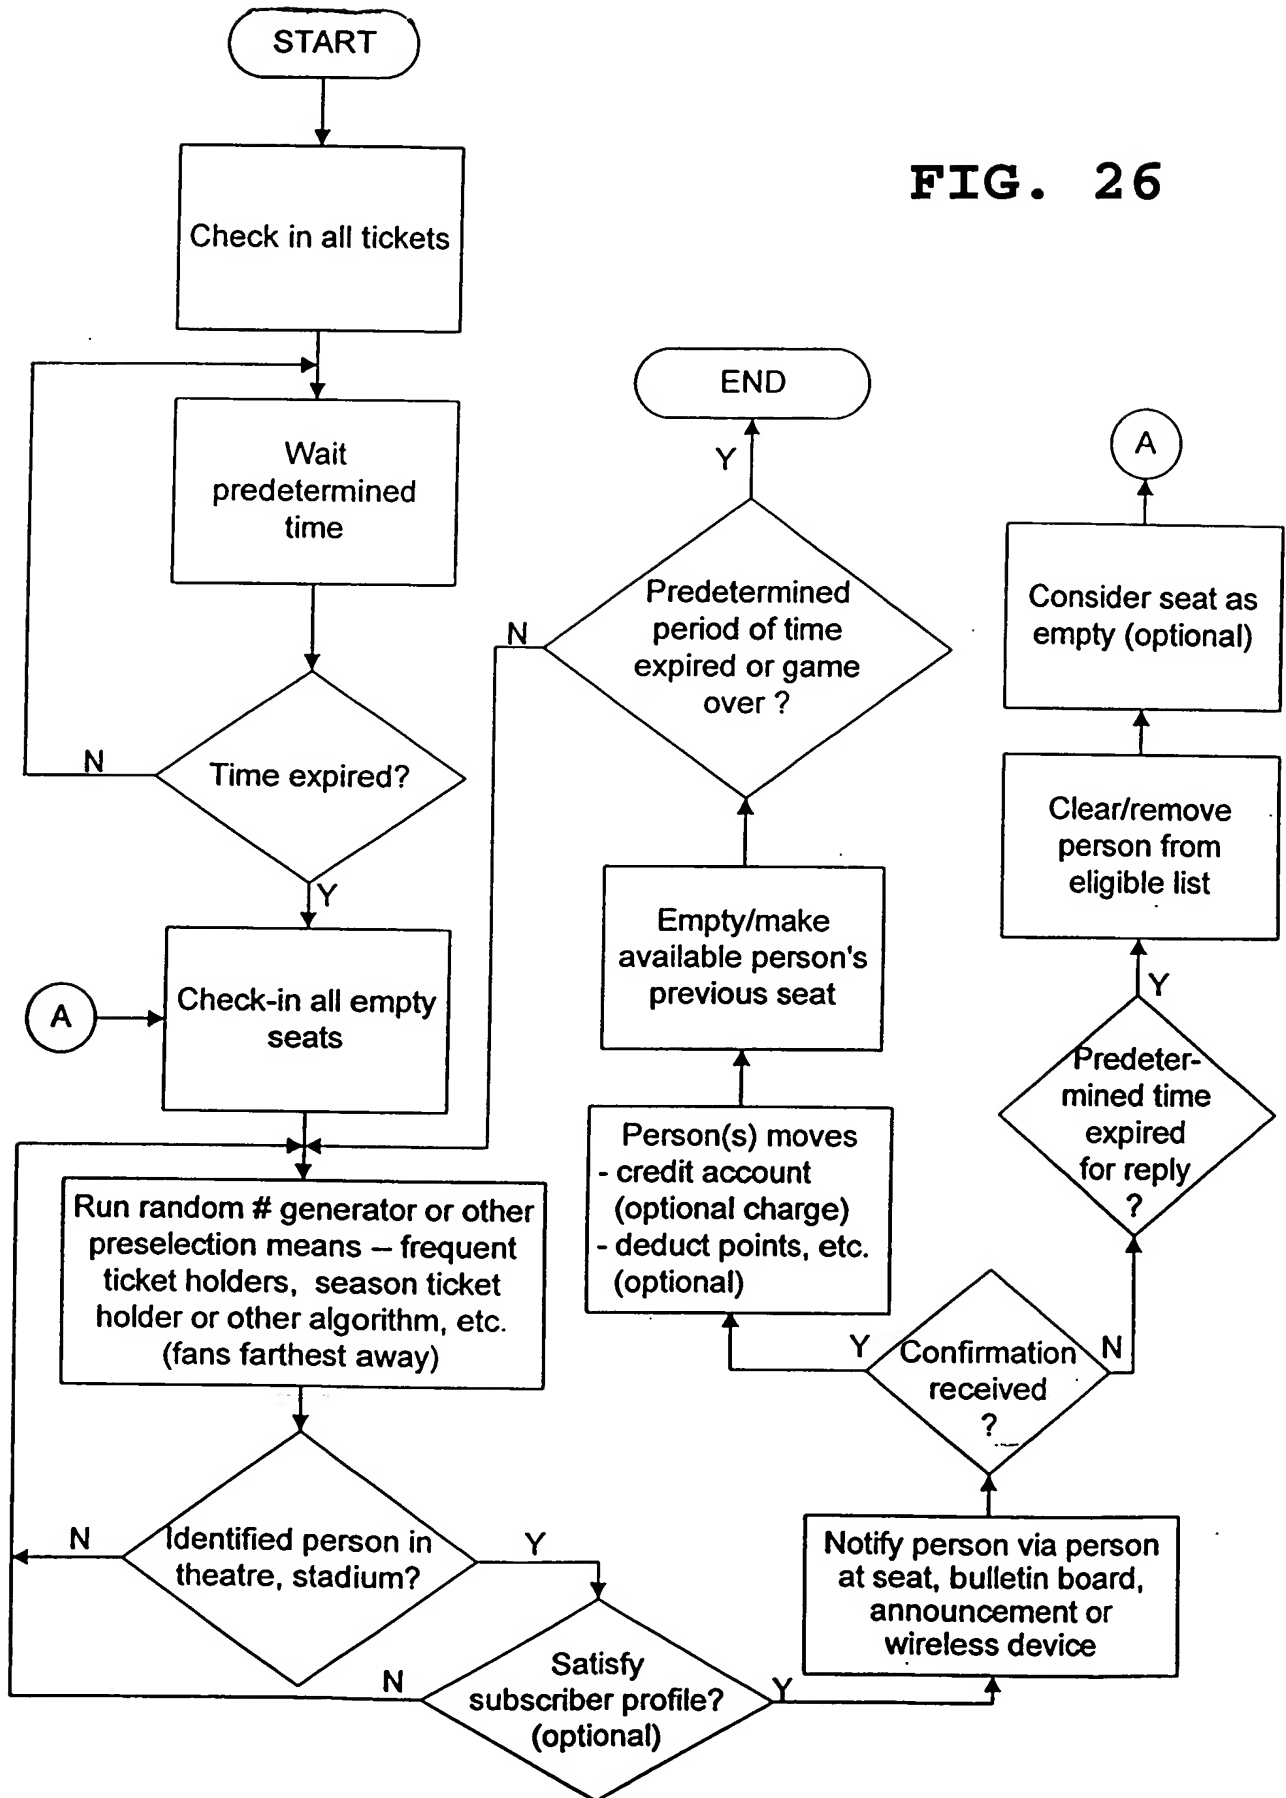 START
FIG. 26
Check in all tickets
Wait
predetermined
time
Time expired?
N
Y
A
Check-in all empty
seats
Run random # generator or other
preselection means – frequent
ticket holders, season ticket
holder or other algorithm, etc.
(fans farthest away)
Identified person in
theatre, stadium?
N
Y
Satisfy
subscriber profile?
(optional)
N
Y
Notify person via person
at seat, bulletin board,
announcement or
wireless device
Confirmation
received
?
Y
N
Person(s) moves
- credit account
(optional charge)
- deduct points, etc.
(optional)
Empty/make
available person's
previous seat
Predetermined
period of time
expired or game
over ?
N
Y
END
Predeter-
mined time
expired
for reply
?
Y
Clear/remove
person from
eligible list
Consider seat as
empty (optional)
A